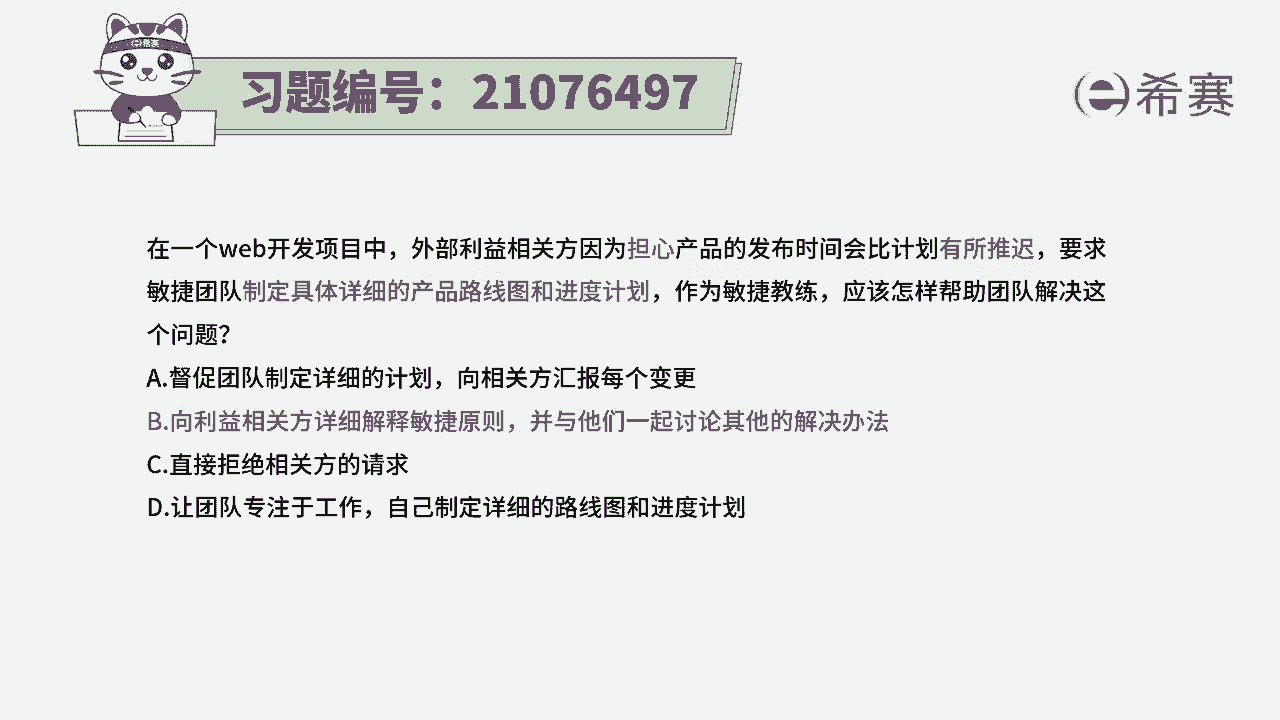 习题编号：21076497
希赛
在一个web开发项目中，外部利益相关方因为担心产品的发布时间会比计划有所推迟，要求
敏捷团队制定具体详细的产品路线图和进度计划，作为敏捷教练，应该怎样帮助团队解决这
个问题？
A.督促团队制定详细的计划，向相关方汇报每个变更
B.向利益相关方详细解释敏捷原则，并与他们一起讨论其他的解决办法
C.直接拒绝相关方的请求
D.让团队专注于工作，自己制定详细的路线图和进度计划